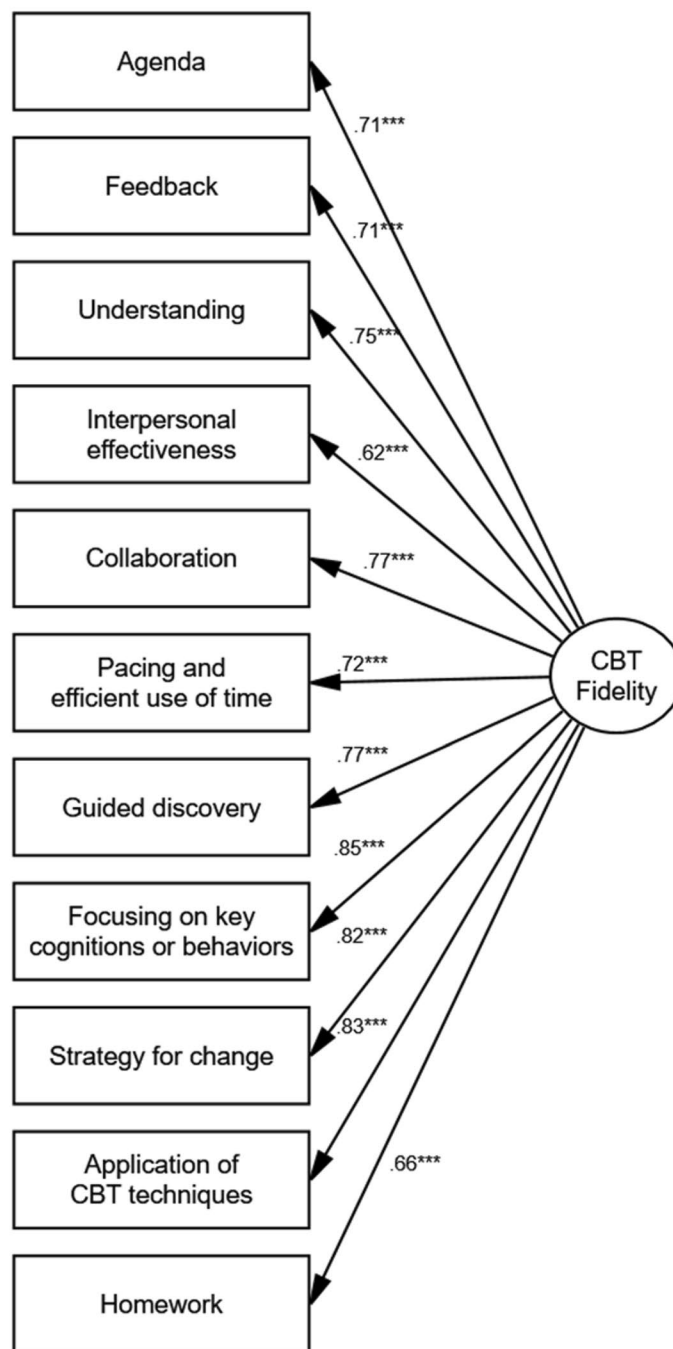 Agenda
.71***
Feedback
.71***
Understanding
.75***
Interpersonal
effectiveness
.62***
Collaboration
.77***
Pacing and
efficient use of time
.72***
CBT
Fidelity
.77***
Guided discovery
.85***
Focusing on key
cognitions or behaviors
.82***
Strategy for change
.83***
Application of
CBT techniques
.66***
Homework